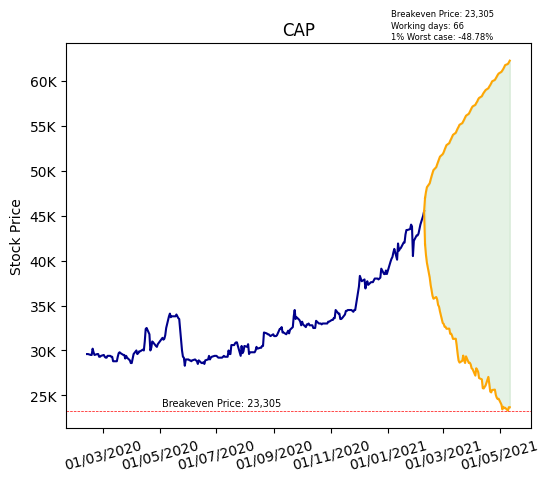 Breakeven Price: 23,305
Working days: 66
1% Worst case: -48.78%
CAP
Stock Price
60K
55K
50K
45K
40K
35K
30K
25K
Breakeven Price: 23,305
01/03/2020
01/05/2020
01/07/2020
01/09/2020
01/11/2020
01/01/2021
01/03/2021
01/05/2021